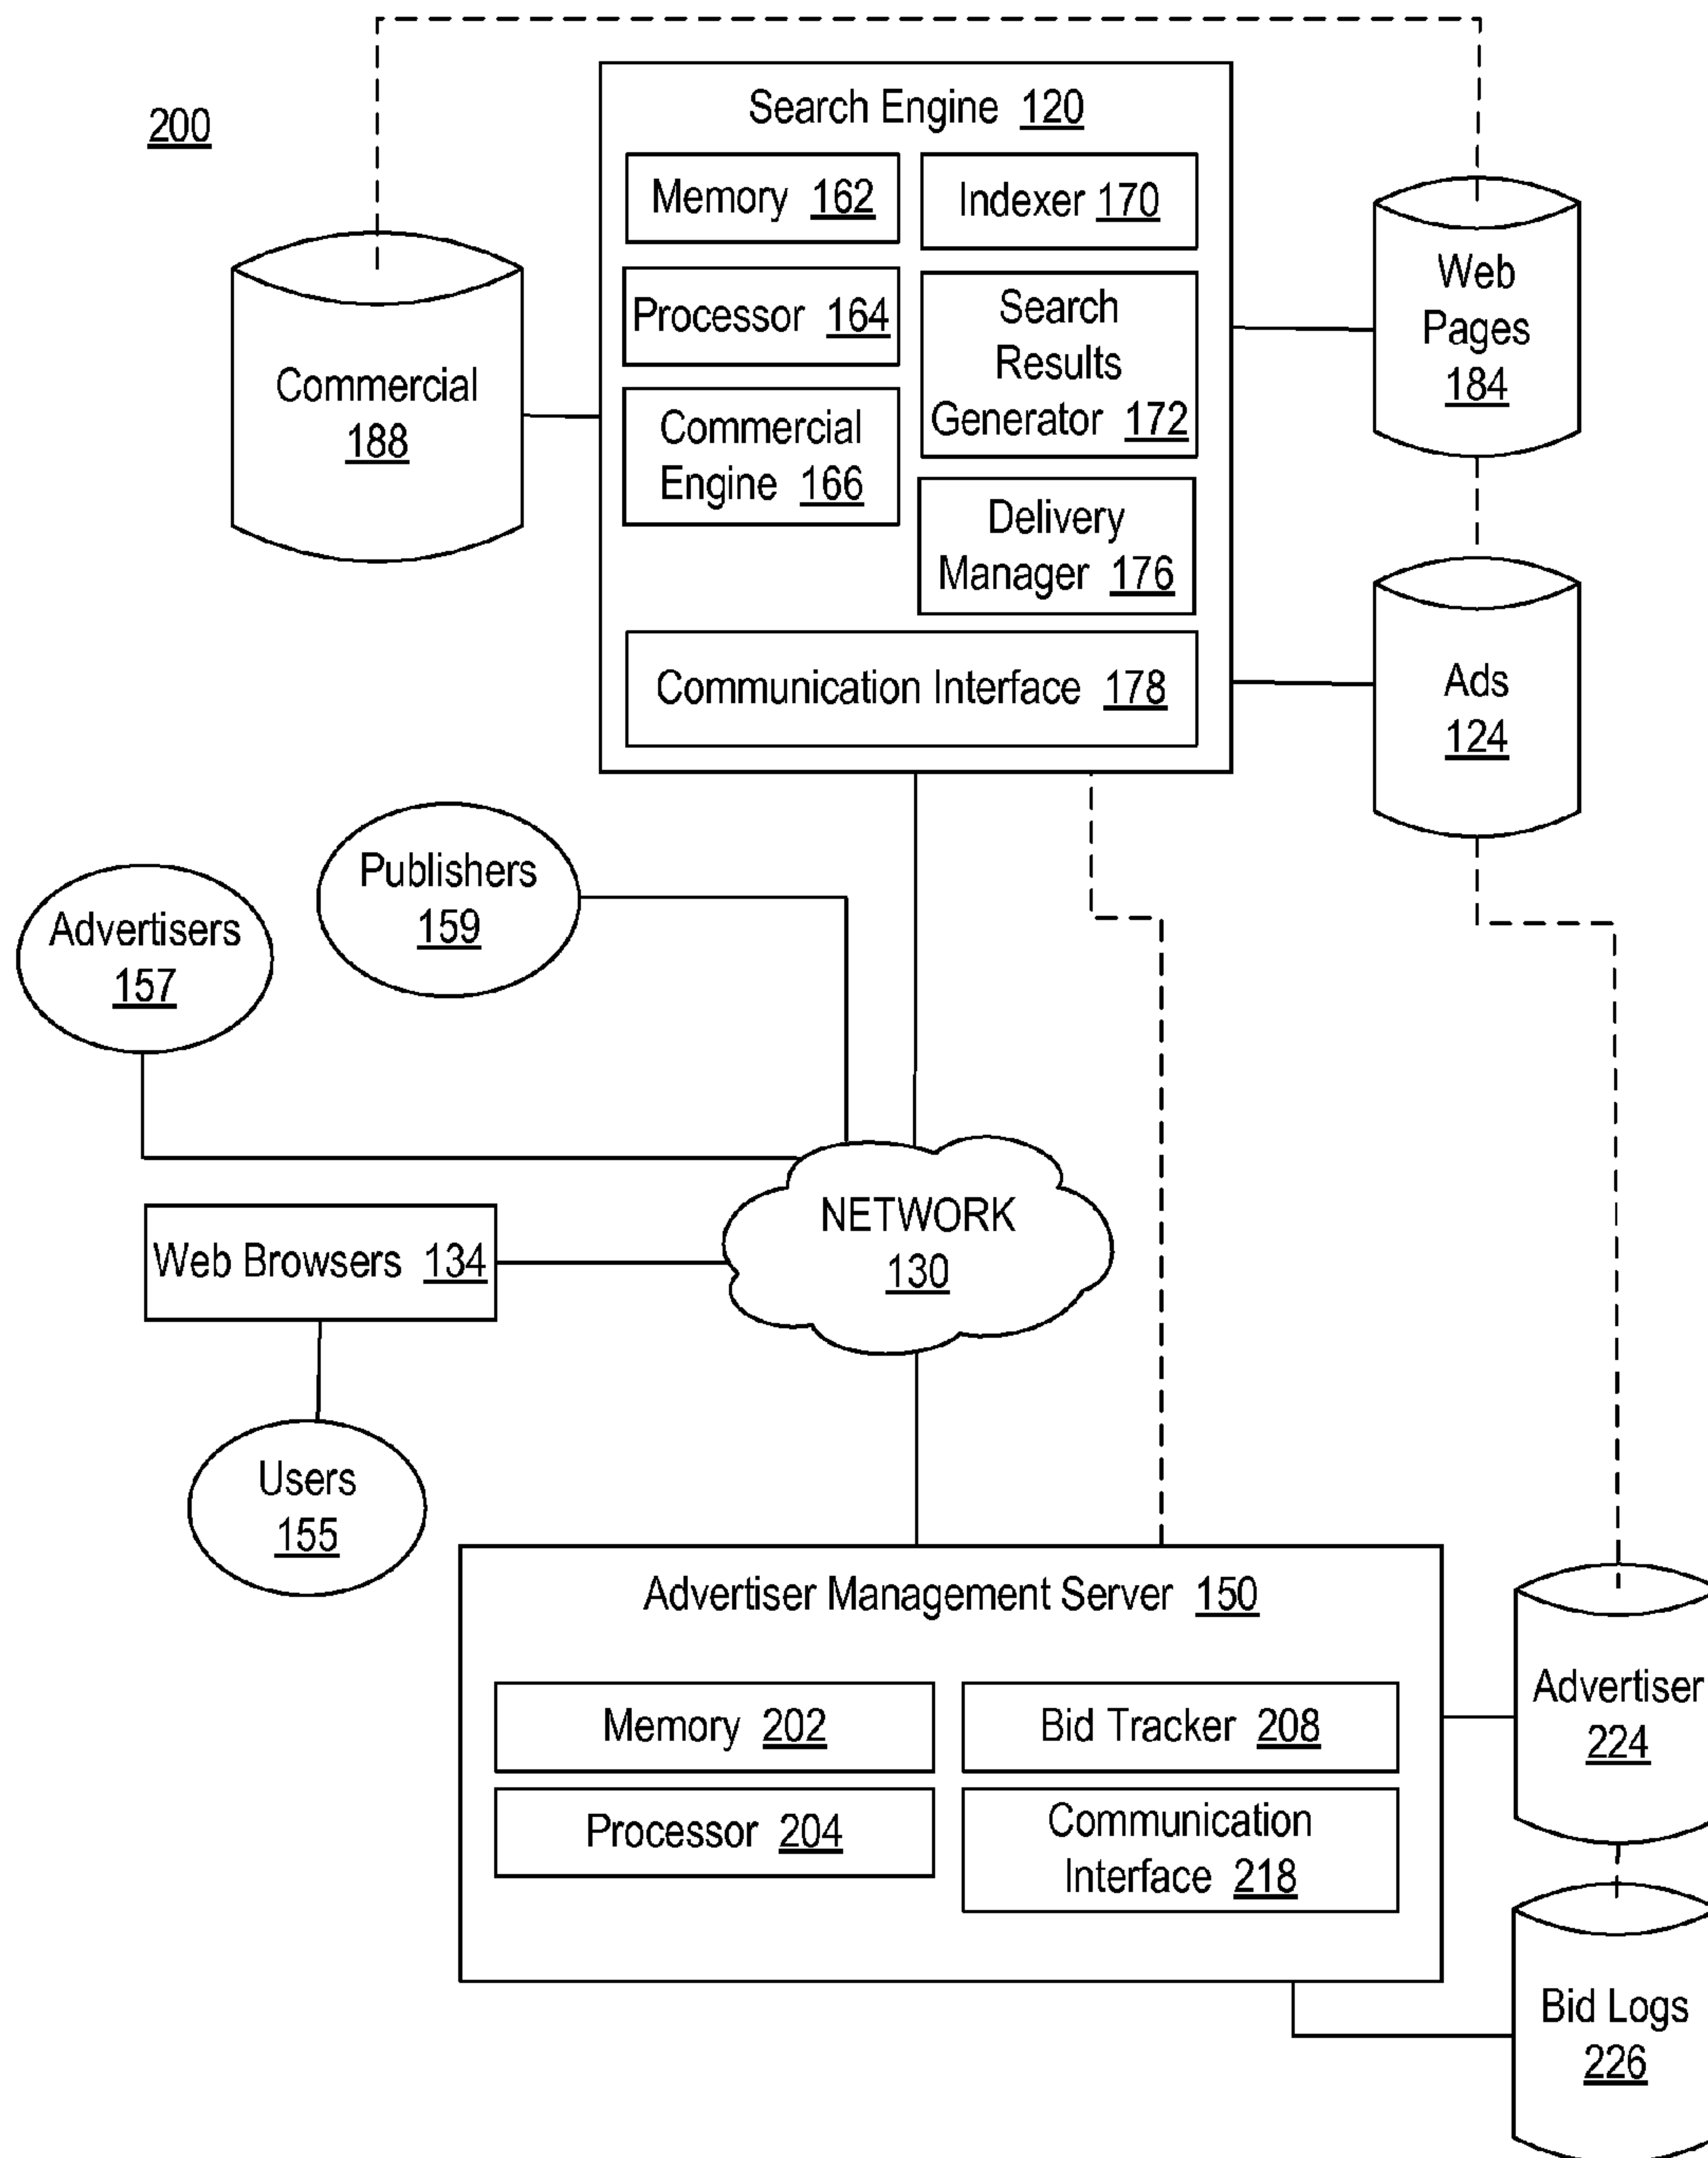 200
Search Engine 120
Memory 162
Indexer 170
Processor 164
Search
Results
Generator 172
Commercial
Engine 166
Delivery
Manager 176
Communication Interface 178
Commercial
188
Web
Pages
184
Ads
124
Publishers
159
Advertisers
157
NETWORK
130
Web Browsers 134
Users
155
Advertiser Management Server 150
Memory 202
Bid Tracker 208
Processor 204
Communication
Interface 218
Advertiser
224
Bid Logs
226